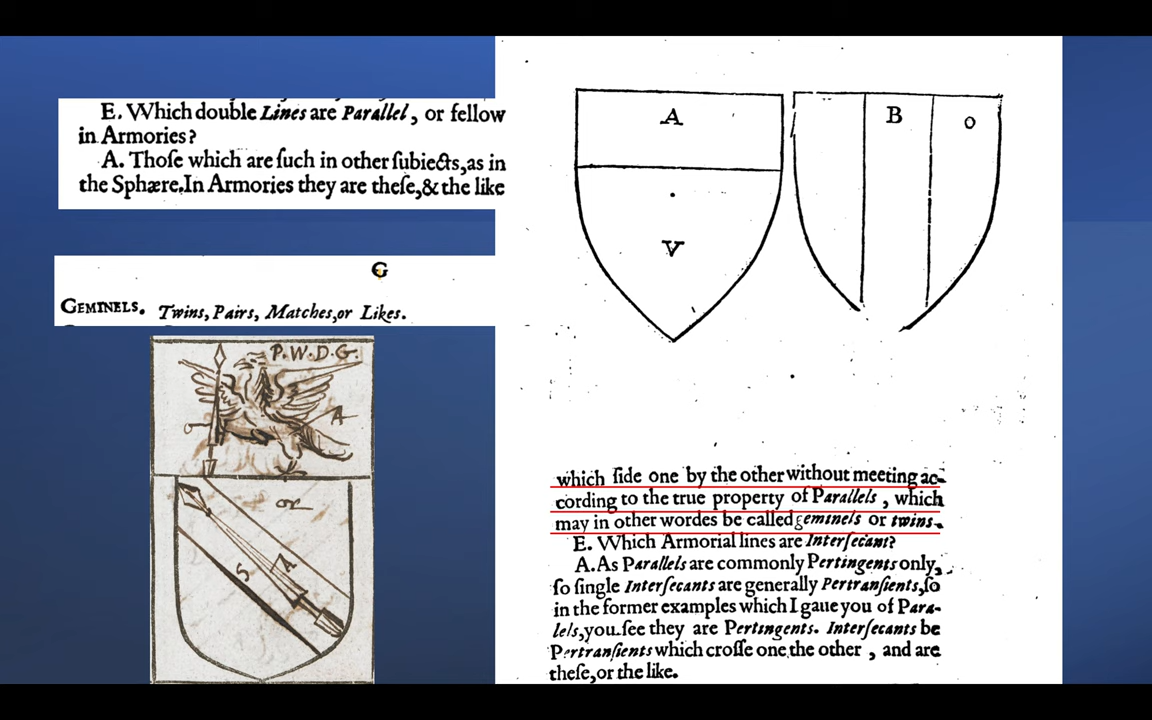 E. Which double Lines are Parallel, or fellow
in Armories?
A. Thoſe which are ſuch in other ſubiects, as in
the Sphære. In Armories they are theſe, & the like
G
GEMINELS. Twins, Pairs, Matches, or Likes.
P. W. D. G.
A
or
S A
A
V
B
O
which ſide one by the other without meeting ac-
cording to the true property of Parallels, which
may in other wordes be called geminels or twins.
E. Which Armorial lines are Interſecant?
A. As Parallels are commonly Pertingents only,
ſo ſingle Interſecants are generally Pertranſients, ſo
in the former examples which I gaue you of Para-
lels, you ſee they are Pertingents. Interſecants be
Pertranſients which croſſe one the other, and are
theſe, or the like.